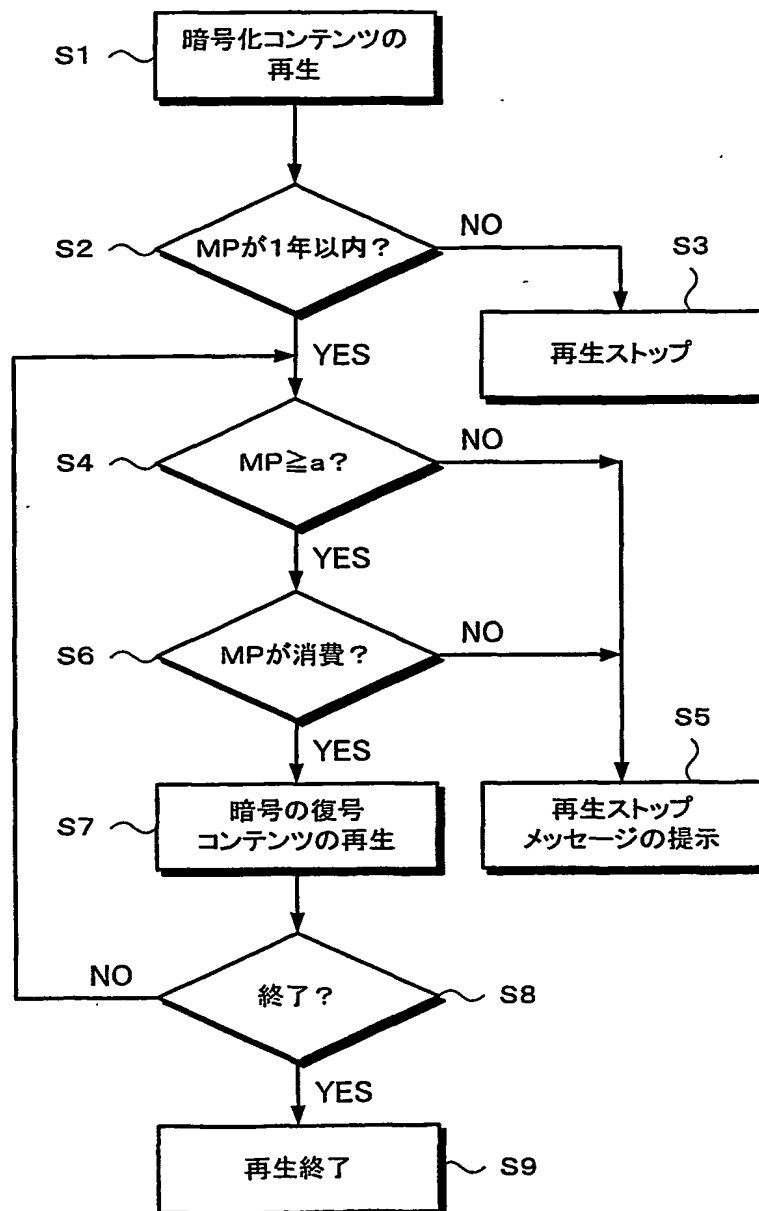 S1
暗号化コンテンツの
再生
S2
MPが1年以内？
NO
S3
再生ストップ
YES
S4
MP≧a？
NO
YES
S6
MPが消費？
NO
YES
S5
再生ストップ
メッセージの提示
S7
暗号の復号
コンテンツの再生
NO
終了？
S8
YES
再生終了
S9